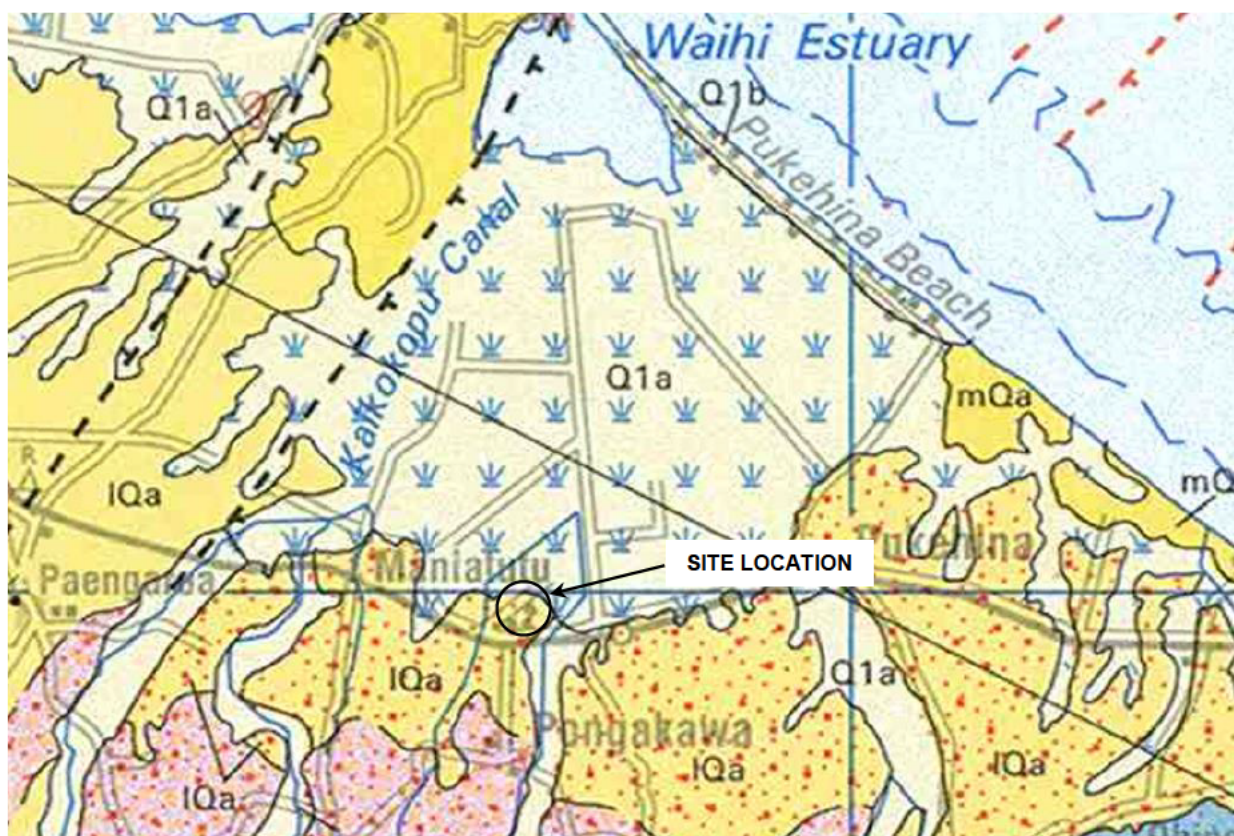 Waihi Estuary
Q1a
Q1b
Pukehina Beach
Kaikokopu Canal
Q1a
mQa
R
lQa
mQ
Maniatutu
SITE LOCATION
Pukehina
Paengaroa
lQa
Q1a
Pongakawa
lQa
lQa
lQa